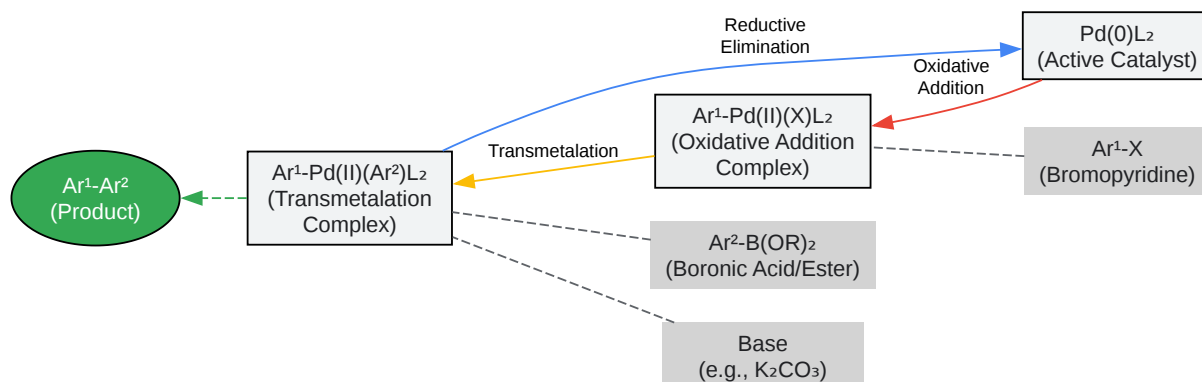 Reductive
Elimination
Pd(0)L₂
(Active Catalyst)
Oxidative
Addition
Ar¹-Pd(II)(X)L₂
(Oxidative Addition
Complex)
Transmetalation
Ar¹-X
(Bromopyridine)
Ar¹-Pd(II)(Ar²)L₂
(Transmetalation
Complex)
Ar¹-Ar²
(Product)
Ar²-B(OR)₂
(Boronic Acid/Ester)
Base
(e.g., K₂CO₃)